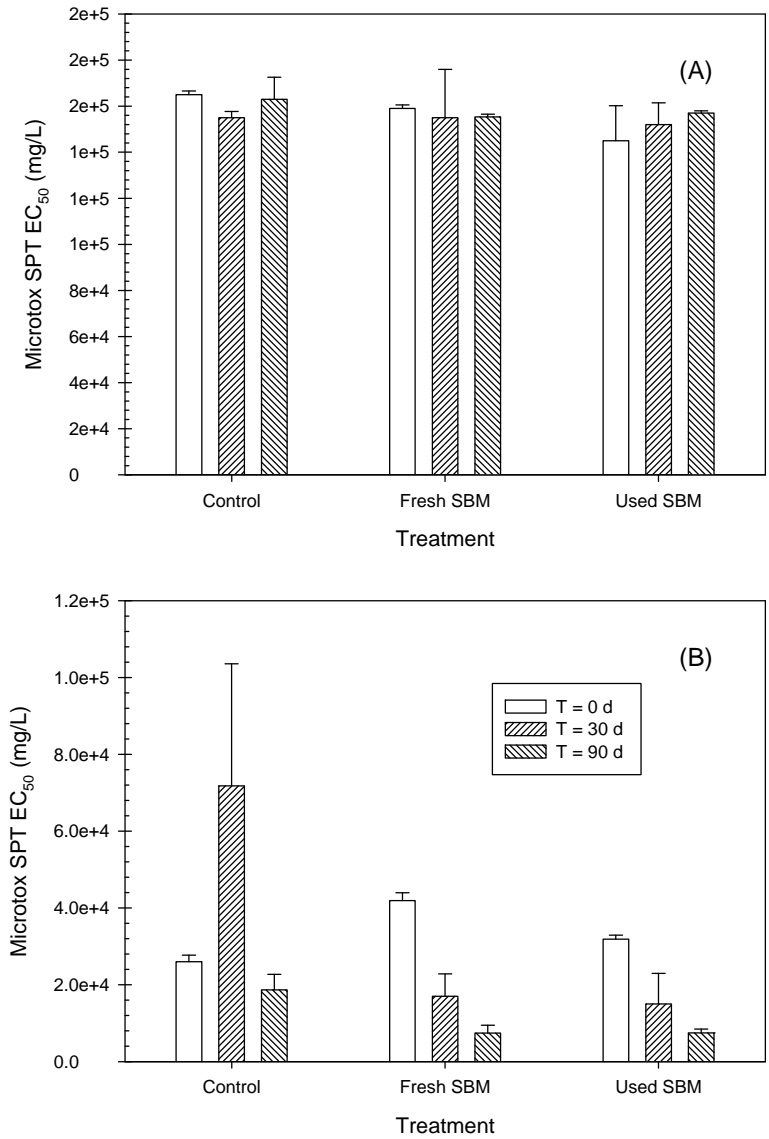 2e+5
2e+5
(A)
2e+5
1e+5
1e+5
1e+5
8e+4
6e+4
4e+4
2e+4
0
Microtox SPT EC50 (mg/L)
Control Fresh SBM Used SBM
Treatment
1.2e+5
(B)
1.0e+5
T = 0 d
T = 30 d
T = 90 d
8.0e+4
6.0e+4
4.0e+4
2.0e+4
0.0
Microtox SPT EC50 (mg/L)
Control Fresh SBM Used SBM
Treatment